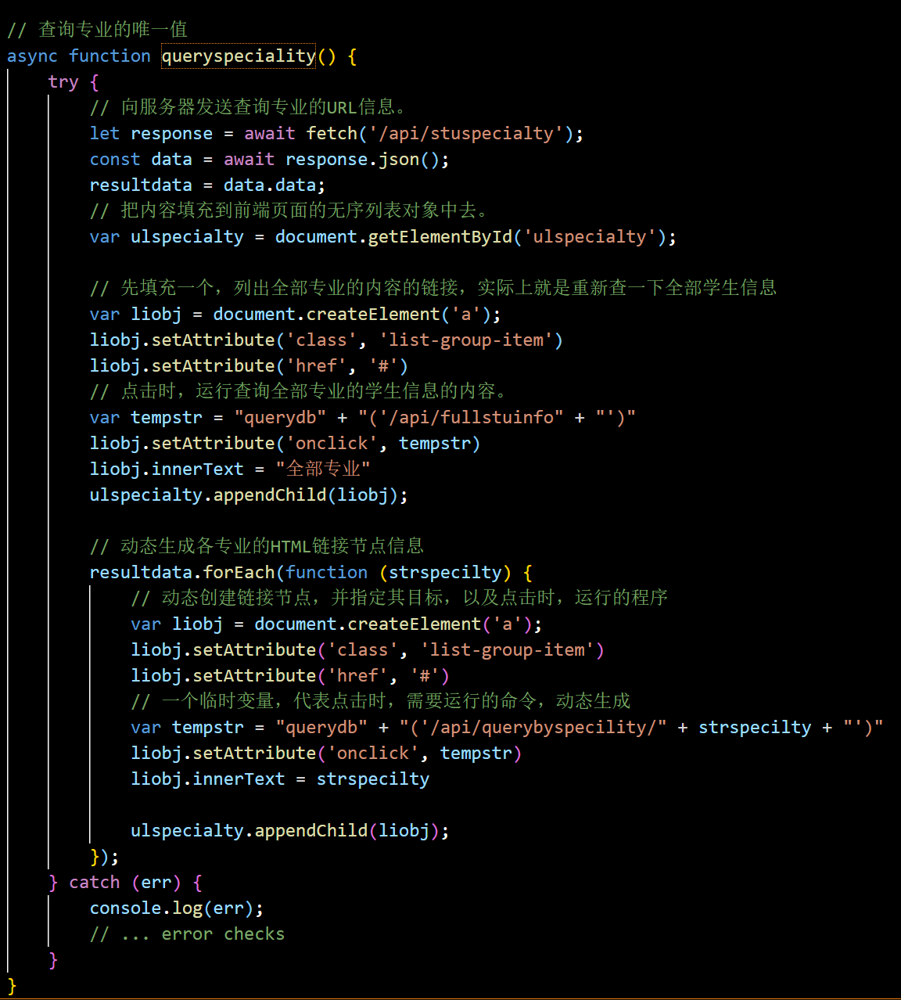 // 查询专业的唯一值
async function queryspeciality() {
try {
// 向服务器发送查询专业的URL信息。
let response = await fetch('/api/stuspecialty');
const data = await response.json();
resultdata = data.data;
// 把内容填充到前端页面的无序列表对象中去。
var ulspecialty = document.getElementById('ulspecialty');
// 先填充一个，列出全部专业的内容的链接，实际上就是重新查一下全部学生信息
var liobj = document.createElement('a');
liobj.setAttribute('class', 'list-group-item')
liobj.setAttribute('href', '#')
// 点击时，运行查询全部专业的学生信息的内容。
var tempstr = "querydb" + "('/api/fullstuinfo" + "')"
liobj.setAttribute('onclick', tempstr)
liobj.innerText = "全部专业"
ulspecialty.appendChild(liobj);
// 动态生成各专业的HTML链接节点信息
resultdata.forEach(function (strspecilty) {
// 动态创建链接节点，并指定其目标，以及点击时，运行的程序
var liobj = document.createElement('a');
liobj.setAttribute('class', 'list-group-item')
liobj.setAttribute('href', '#')
// 一个临时变量，代表点击时，需要运行的命令，动态生成
var tempstr = "querydb" + "('/api/querybyspecility/" + strspecilty + "')"
liobj.setAttribute('onclick', tempstr)
liobj.innerText = strspecilty
ulspecialty.appendChild(liobj);
});
} catch (err) {
console.log(err);
// ... error checks
}
}